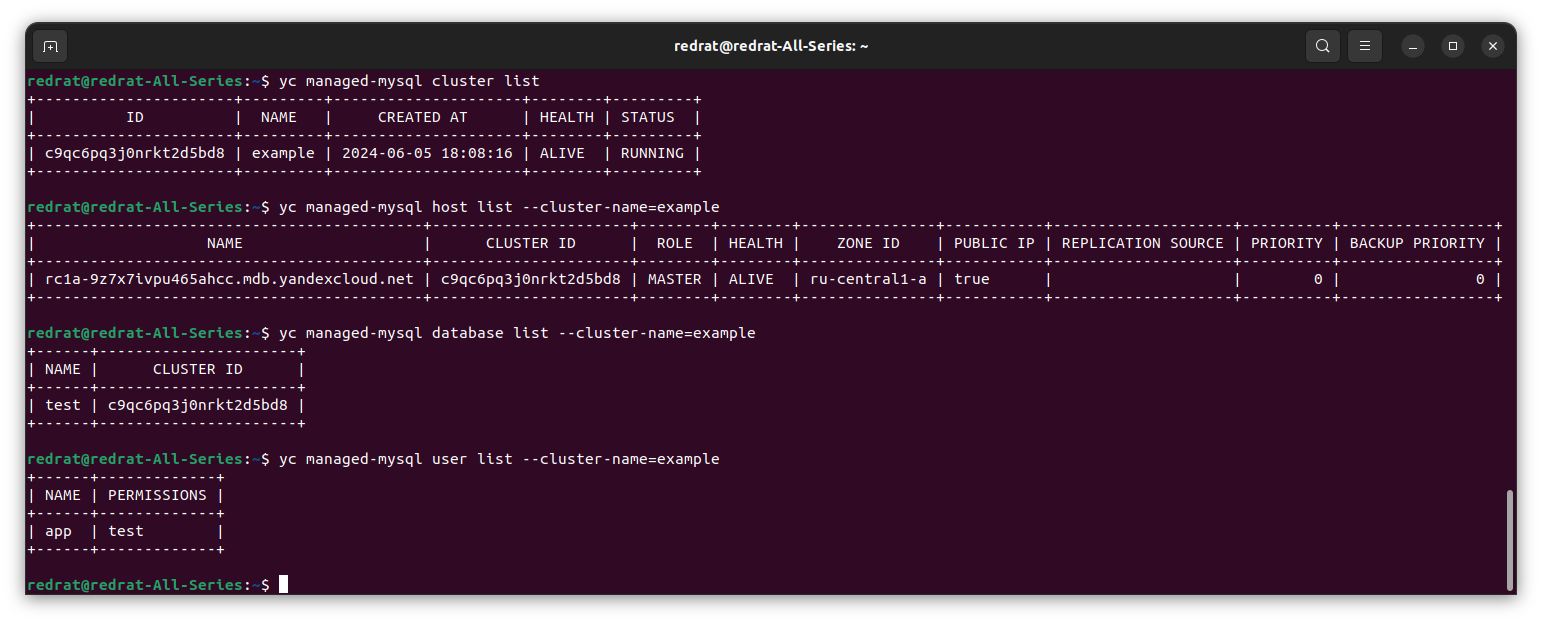 redrat@redrat-All-Series: ~
redrat@redrat-All-Series:~$ yc managed-mysql cluster list
+----------------------+---------+---------------------+--------+---------+
|          ID          |  NAME   |     CREATED AT      | HEALTH | STATUS  |
+----------------------+---------+---------------------+--------+---------+
| c9qc6pq3j0nrkt2d5bd8 | example | 2024-06-05 18:08:16 | ALIVE  | RUNNING |
+----------------------+---------+---------------------+--------+---------+
redrat@redrat-All-Series:~$ yc managed-mysql host list --cluster-name=example
+-------------------------------------------+----------------------+--------+--------+---------------+-----------+--------------------+----------+-----------------+
|                   NAME                    |      CLUSTER ID      |  ROLE  | HEALTH |    ZONE ID    | PUBLIC IP | REPLICATION SOURCE | PRIORITY | BACKUP PRIORITY |
+-------------------------------------------+----------------------+--------+--------+---------------+-----------+--------------------+----------+-----------------+
| rc1a-9z7x7ivpu465ahcc.mdb.yandexcloud.net | c9qc6pq3j0nrkt2d5bd8 | MASTER | ALIVE  | ru-central1-a | true      |                    |        0 |               0 |
+-------------------------------------------+----------------------+--------+--------+---------------+-----------+--------------------+----------+-----------------+
redrat@redrat-All-Series:~$ yc managed-mysql database list --cluster-name=example
+------+----------------------+
| NAME |      CLUSTER ID      |
+------+----------------------+
| test | c9qc6pq3j0nrkt2d5bd8 |
+------+----------------------+
redrat@redrat-All-Series:~$ yc managed-mysql user list --cluster-name=example
+------+-------------+
| NAME | PERMISSIONS |
+------+-------------+
| app  | test        |
+------+-------------+
redrat@redrat-All-Series:~$